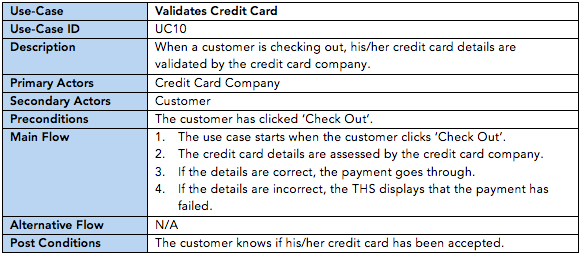 Use-Case Validates Credit Card
Use-Case ID UC10
Description When a customer is checking out, his/her credit card details are
validated by the credit card company.
Primary Actors Credit Card Company
Secondary Actors Customer
Preconditions The customer has clicked ‘Check Out’.
Main Flow 1. The use case starts when the customer clicks ‘Check Out’.
2. The credit card details are assessed by the credit card company.
3. If the details are correct, the payment goes through.
4. If the details are incorrect, the THS displays that the payment has
failed.
Alternative Flow N/A
Post Conditions The customer knows if his/her credit card has been accepted.